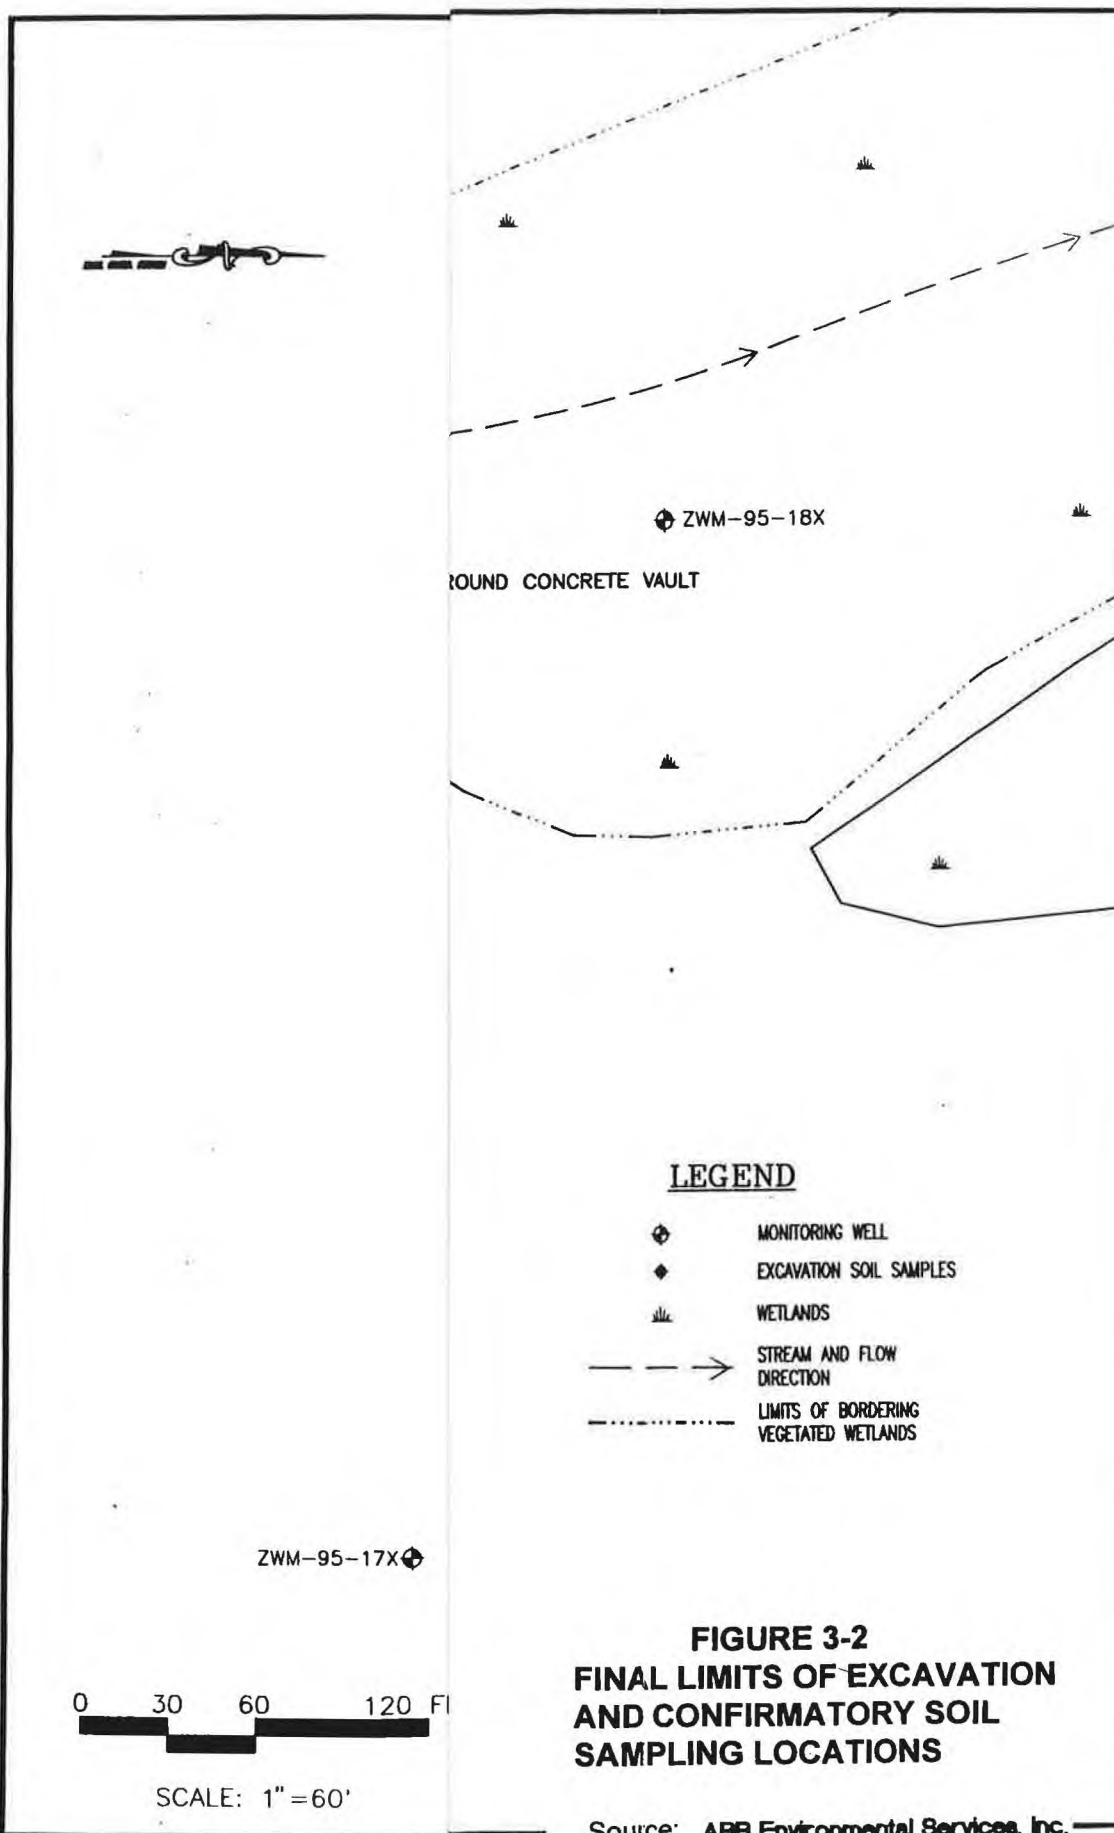 ZWM-95-18X
ROUND CONCRETE VAULT
LEGEND
MONITORING WELL
EXCAVATION SOIL SAMPLES
WETLANDS
STREAM AND FLOW
DIRECTION
LIMITS OF BORDERING
VEGETATED WETLANDS
ZWM-95-17X
0 30 60 120
SCALE: 1"=60'
FIGURE 3-2
FINAL LIMITS OF EXCAVATION
AND CONFIRMATORY SOIL
SAMPLING LOCATIONS
Source: ABB Environmental Services, Inc.